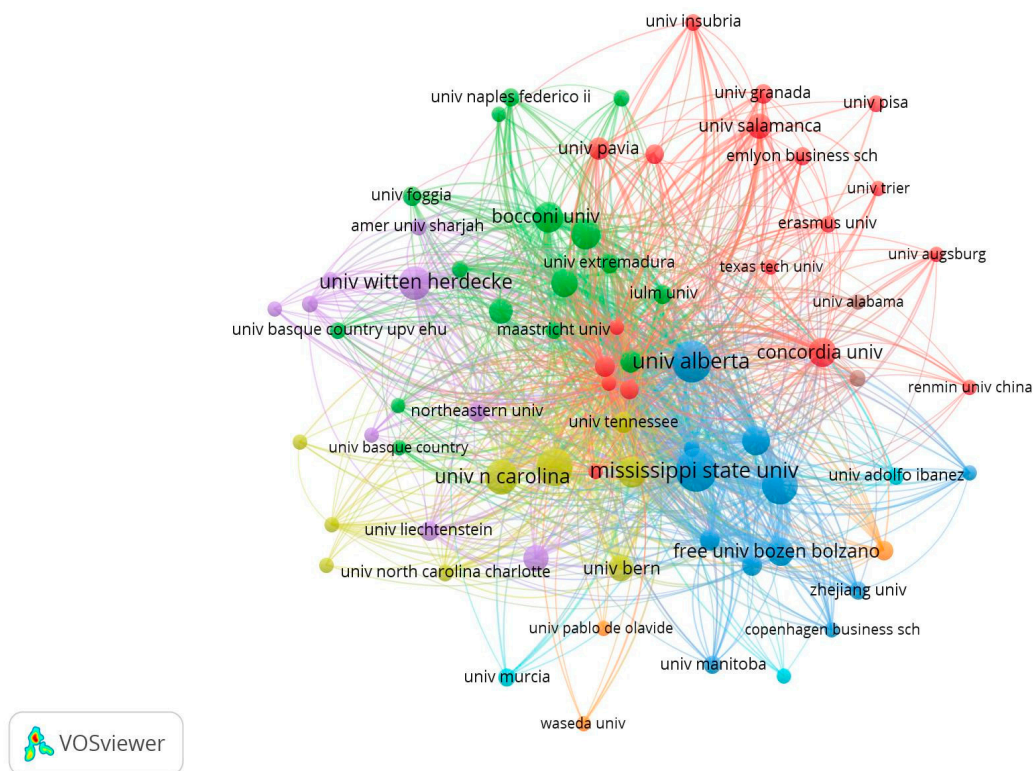 univ insubria
univ naples federico ii
univ granada
univ pisa
univ salamanca
univ pavia
emlyon business sch
univ foggia
univ trier
bocconi univ
amer univ sharjah
erasmus univ
univ augsburg
univ extremadura
texas tech univ
univ witten herdecke
iulm univ
univ alabama
univ basque country upv ehu
maastricht univ
concordia univ
univ alberta
renmin univ china
northeastern univ
univ tennessee
univ basque country
univ n carolina
mississippi state univ
univ adolfo ibanez
univ liechtenstein
free univ bozen bolzano
univ north carolina charlotte
univ bern
zhejiang univ
univ pablo de olavide
copenhagen business sch
univ manitoba
univ murcia
waseda univ
VOSviewer